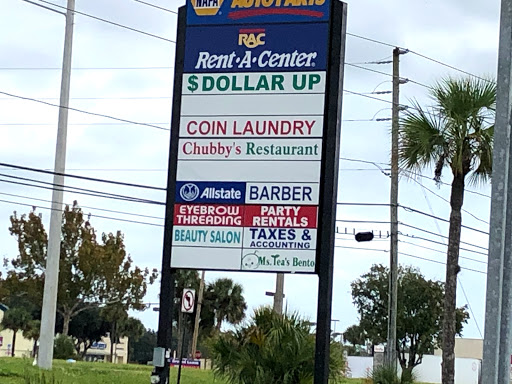 NAPA AUTO PARTS
RAC
Rent-A-Center
$DOLLAR UP
COIN LAUNDRY
Chubby's Restaurant
Allstate BARBER
EYEBROW THREADING
PARTY RENTALS
BEAUTY SALON
TAXES & ACCOUNTING
Ms.Tea's Bento